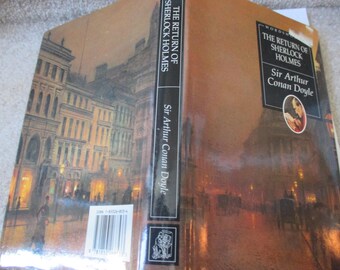 THE RETURN OF
SHERLOCK HOLMES
Sir Arthur Conan Doyle
THE RETURN OF
SHERLOCK
HOLMES
Sir Arthur
Conan Doyle